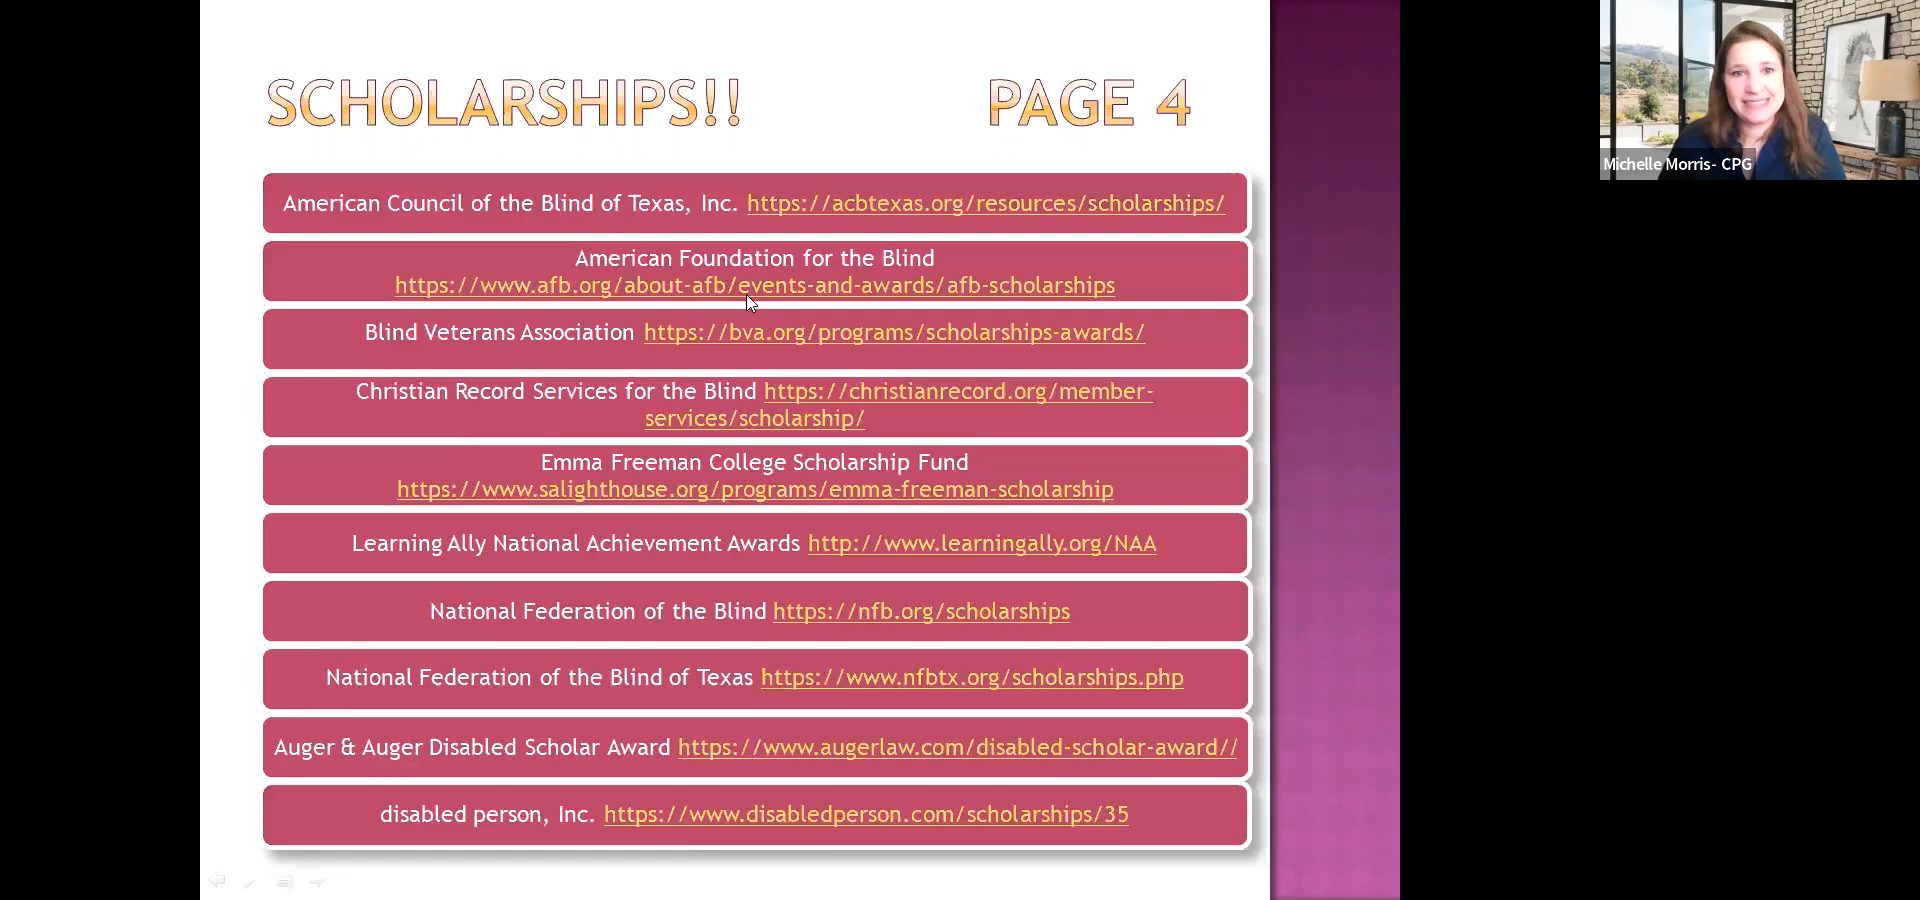 SCHOLARSHIPS!! PAGE 4
Michelle Morris- CPG
American Council of the Blind of Texas, Inc. https://acbtexas.org/resources/scholarships/
American Foundation for the Blind
https://www.afb.org/about-afb/events-and-awards/afb-scholarships
Blind Veterans Association https://bva.org/programs/scholarships-awards/
Christian Record Services for the Blind https://christianrecord.org/member-
services/scholarship/
Emma Freeman College Scholarship Fund
https://www.salighthouse.org/programs/emma-freeman-scholarship
Learning Ally National Achievement Awards http://www.learningally.org/NAA
National Federation of the Blind https://nfb.org/scholarships
National Federation of the Blind of Texas https://www.nfbtx.org/scholarships.php
Auger & Auger Disabled Scholar Award https://www.augerlaw.com/disabled-scholar-award//
disabled person, Inc. https://www.disabledperson.com/scholarships/35